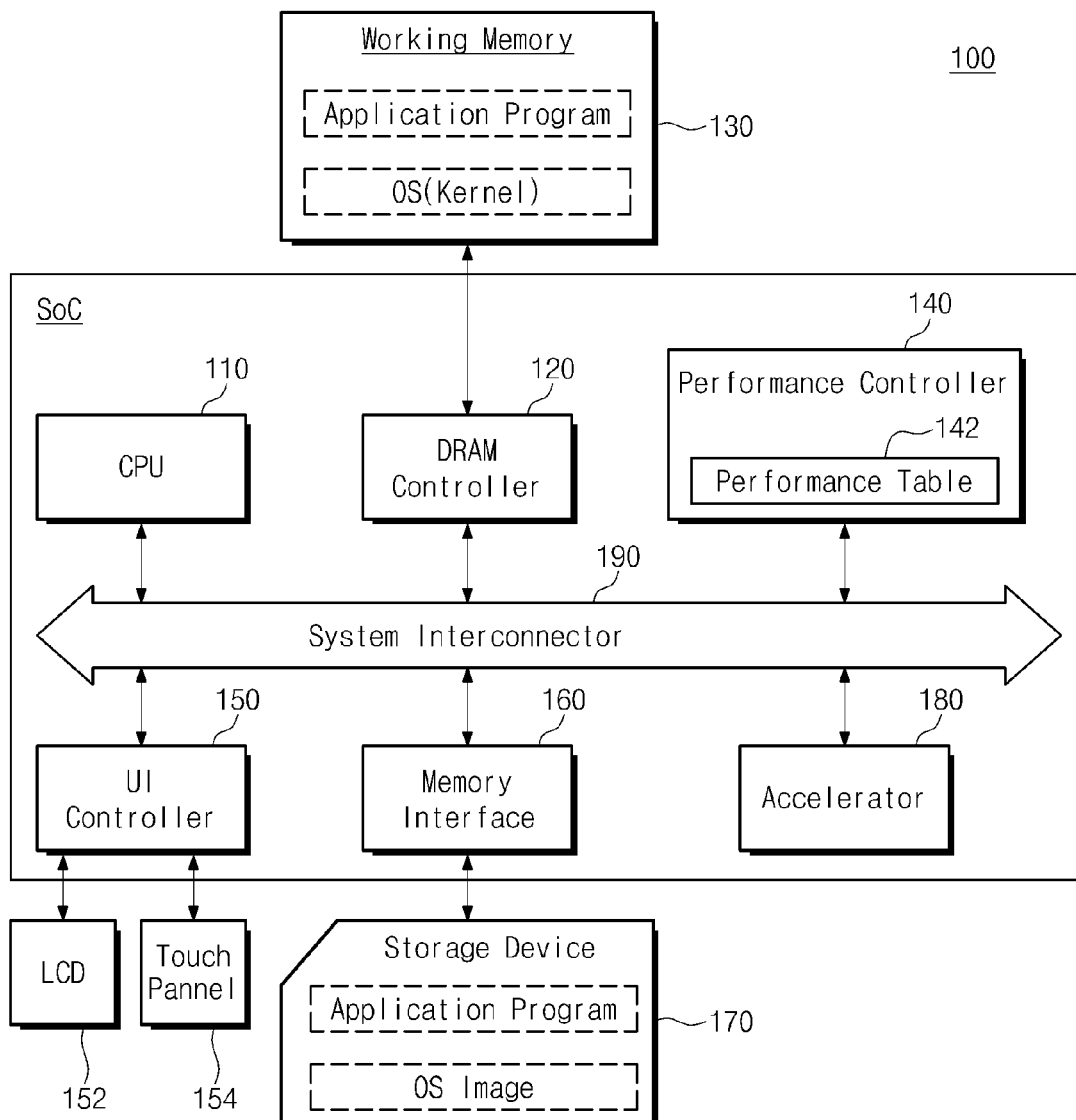 Working Memory
100
Application Program
130
OS(Kernel)
SoC
140
110
120
Performance Controller
142
CPU
DRAM
Controller
Performance Table
190
System Interconnector
150
160
180
UI
Controller
Memory
Interface
Accelerator
LCD
Touch
Pannel
Storage Device
Application Program
170
OS Image
152
154